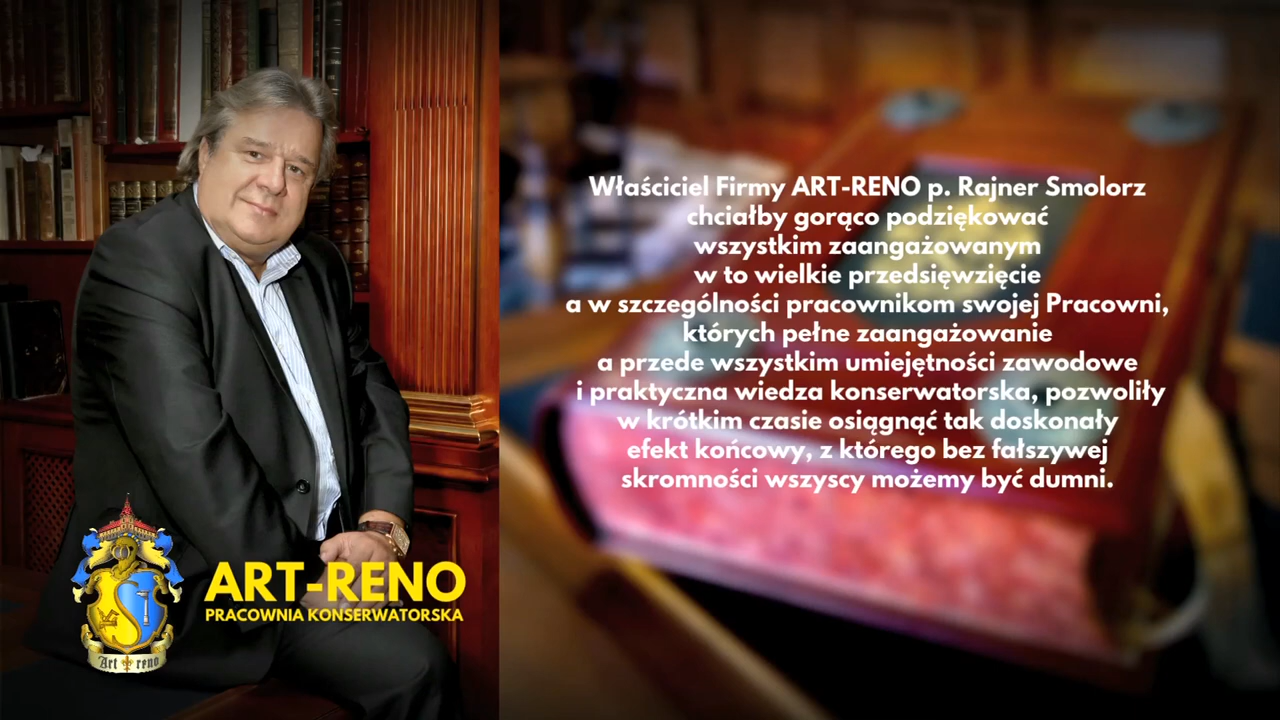 Właściciel Firmy ART-RENO p. Rajner Smolorz
chciałby gorąco podziękować
wszystkim zaangażowanym
w to wielkie przedsięwzięcie
a w szczególności pracownikom swojej Pracowni,
których pełne zaangażowanie
a przede wszystkim umiejętności zawodowe
i praktyczna wiedza konserwatorska, pozwoliły
w krótkim czasie osiągnąć tak doskonały
efekt końcowy, z którego bez fałszywej
skromności wszyscy możemy być dumni.
ART-RENO
PRACOWNIA KONSERWATORSKA
Art reno